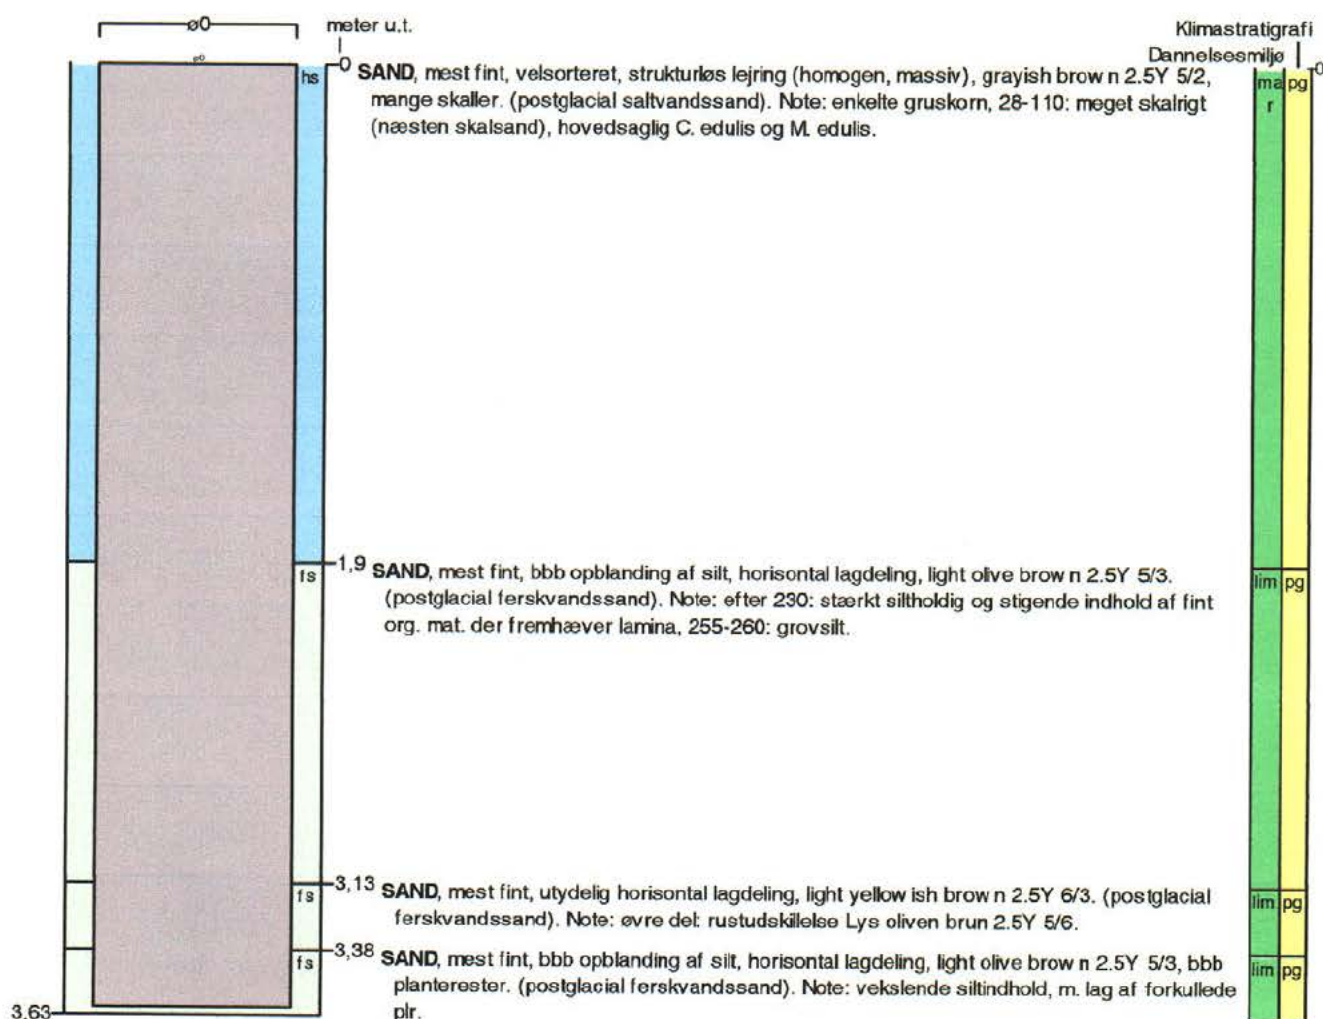 ø0
meter u.t.
Klimastratigrafi
Dannelsesmiljø
0
0
hs
SAND, mest fint, velsorteret, strukturløs lejring (homogen, massiv), grayish brow n 2.5Y 5/2,
mange skaller. (postglacial saltvandssand). Note: enkelte gruskorn, 28-110: meget skalrigt
(næsten skalsand), hovedsaglig C. edulis og M. edulis.
ma
r
pg
1,9
fs
SAND, mest fint, bbb opblanding af silt, horisontal lagdeling, light olive brow n 2.5Y 5/3.
(postglacial ferskvandssand). Note: efter 230: stærkt siltholdig og stigende indhold af fint
org. mat. der fremhæver lamina, 255-260: grovsilt.
lim pg
3,13
fs
SAND, mest fint, utydelig horisontal lagdeling, light yellow ish brow n 2.5Y 6/3. (postglacial
ferskvandssand). Note: øvre del: rustudskillelse Lys oliven brun 2.5Y 5/6.
lim pg
3,38
fs
SAND, mest fint, bbb opblanding af silt, horisontal lagdeling, light olive brow n 2.5Y 5/3, bbb
planterester. (postglacial ferskvandssand). Note: vekslende siltindhold, m. lag af forkullede
plr.
lim pg
3,63